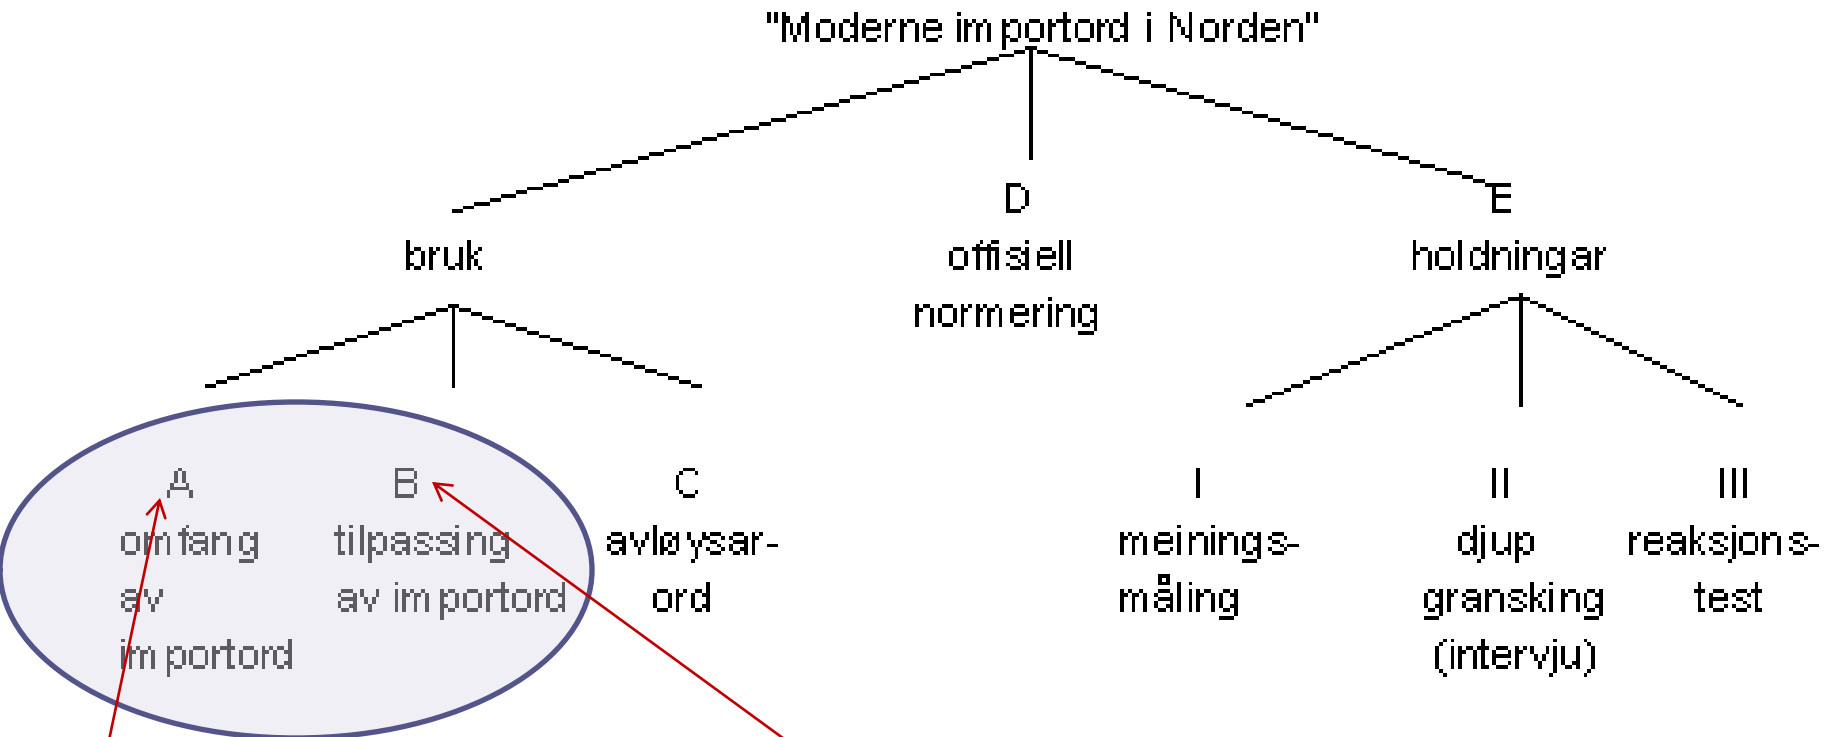 "Moderne importord i Norden"
D
E
bruk
offisiell
holdningar
normering
A
B
C
I
II
III
omfang
tilpassing
avløysar-
meinings-
djup
reaksjons-
av
av importord
ord
måling
gransking
test
importord
(intervju)